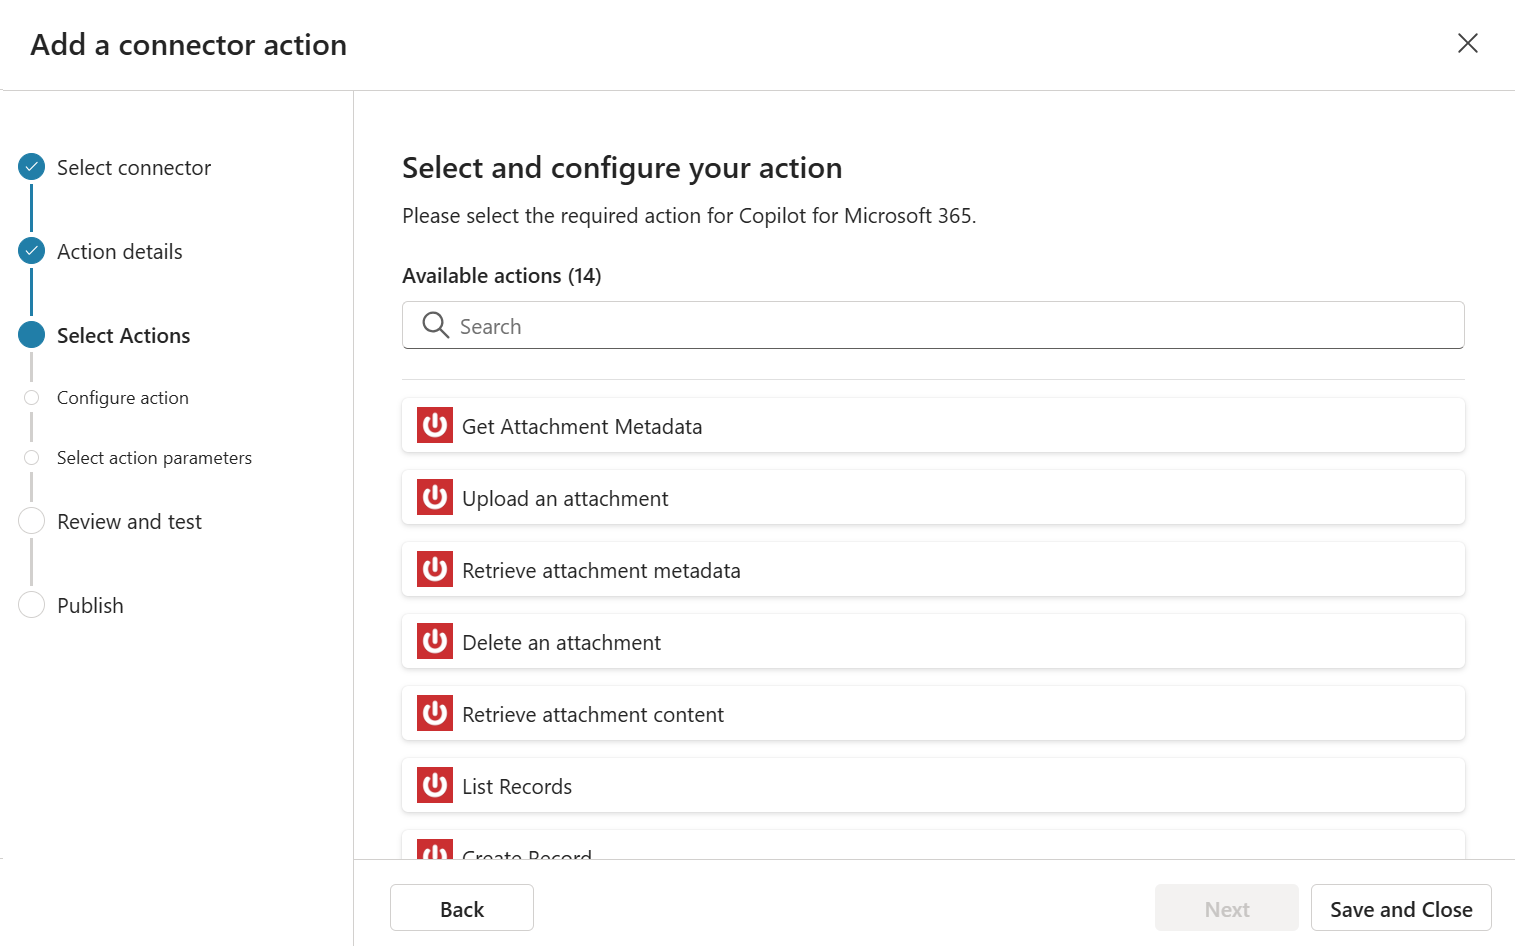 Add a connector action
Select connector
Action details
Select Actions
Configure action
Select action parameters
Review and test
Publish
Select and configure your action
Please select the required action for Copilot for Microsoft 365.
Available actions (14)
Search
Get Attachment Metadata
Upload an attachment
Retrieve attachment metadata
Delete an attachment
Retrieve attachment content
List Records
Create Record
Back
Next
Save and Close